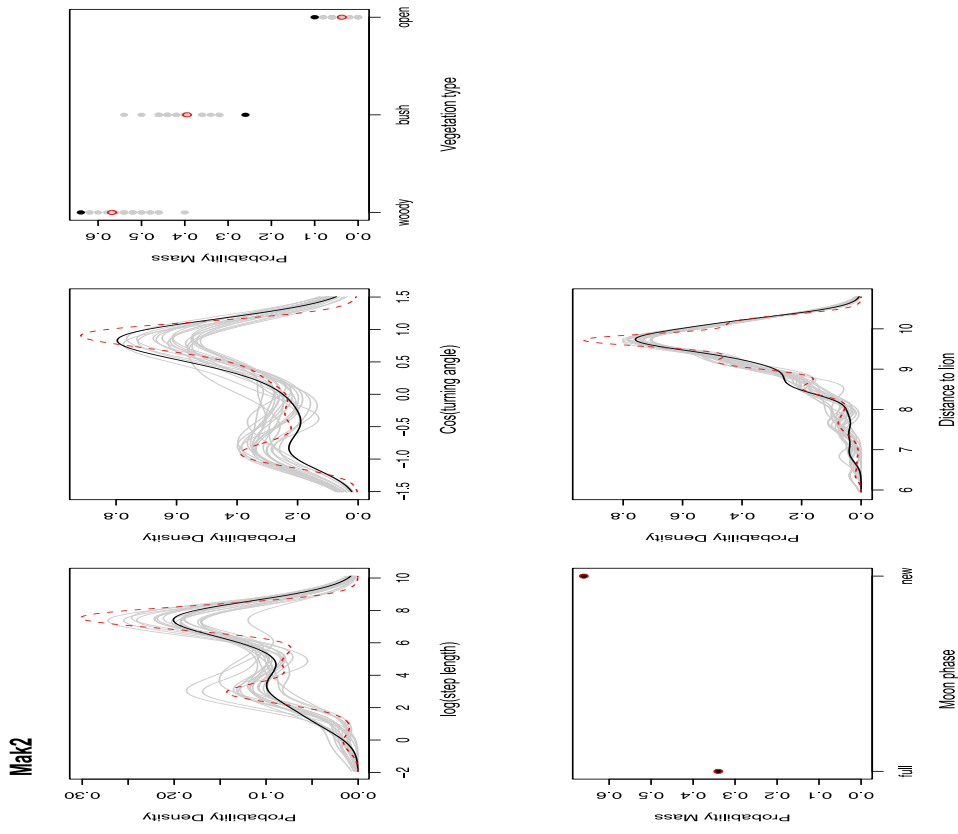 Mak2
Probability Density
0.30
0.20
0.10
0.00
−2 0 2 4 6 8 10
log(step length)
Probability Density
0.8
0.6
0.4
0.2
0.0
−1.5 −1.0 −0.5 0.0 0.5 1.0 1.5
Cos(turning angle)
Probability Mass
0.6
0.5
0.4
0.3
0.2
0.1
0.0
woody bush open
Vegetation type
Probability Mass
0.6
0.5
0.4
0.3
0.2
0.1
0.0
full new
Moon phase
Probability Density
0.8
0.6
0.4
0.2
0.0
6 7 8 9 10
Distance to lion